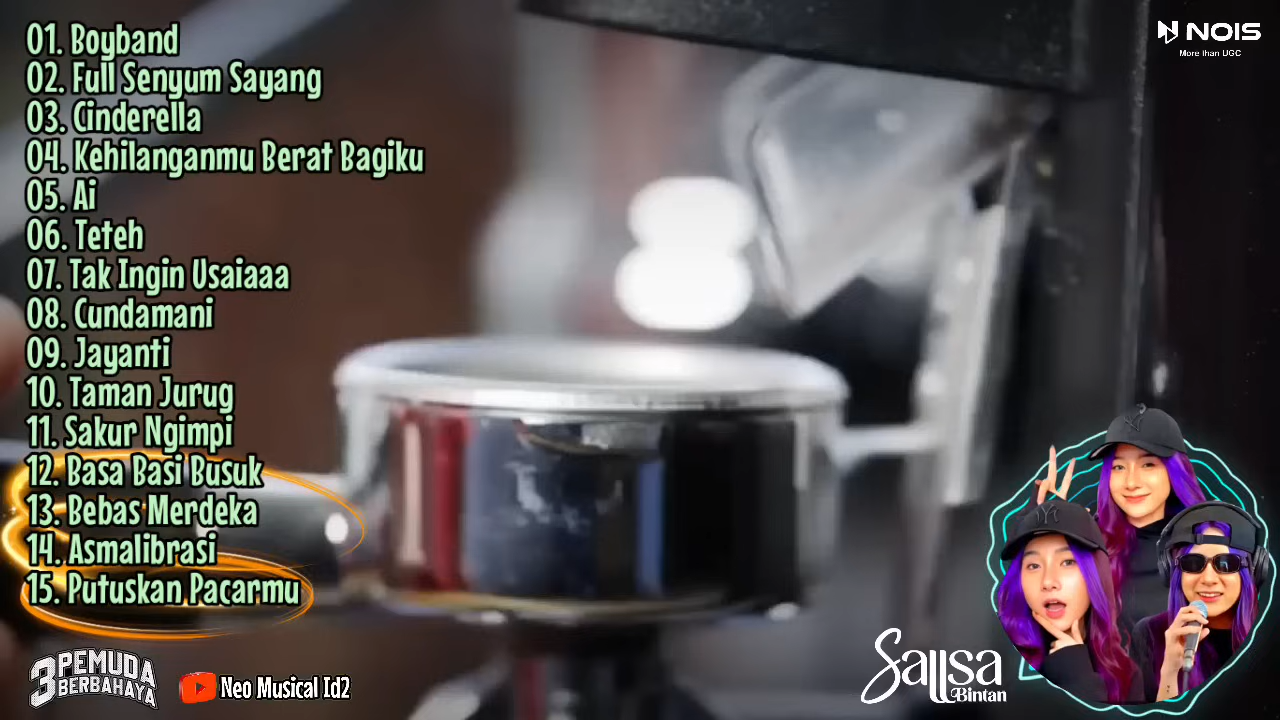 01. Boyband
02. Full Senyum Sayang
03. Cinderella
04. Kehilanganmu Berat Bagiku
05. Ai
06. Teteh
07. Tak Ingin Usaiaaa
08. Cundamani
09. Jayanti
10. Taman Jurug
11. Sakur Ngimpi
12. Basa Basi Busuk
13. Bebas Merdeka
14. Asmalibrasi
15. Putuskan Pacarmu
NOIS
More than UGC
3 PEMUDA
BERBAHAYA
Neo Musical Id2
Sallsa
Bintan